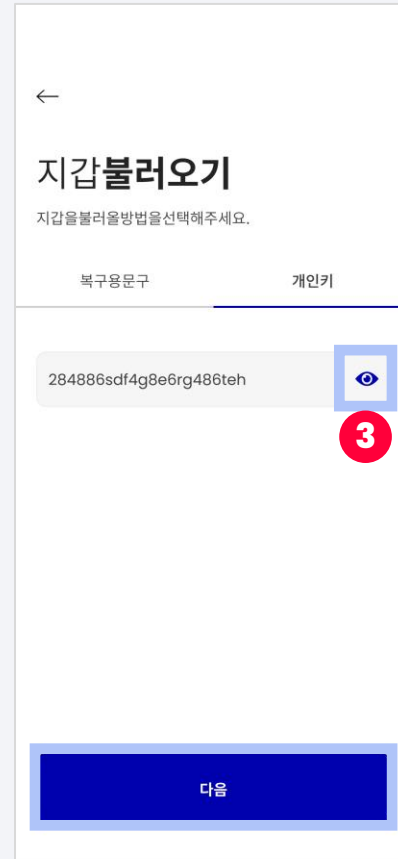 지갑불러오기
지갑을불러올방법을선택해주세요.
복구용문구 개인키
284886sdf4g8e6rg486teh
3
다음